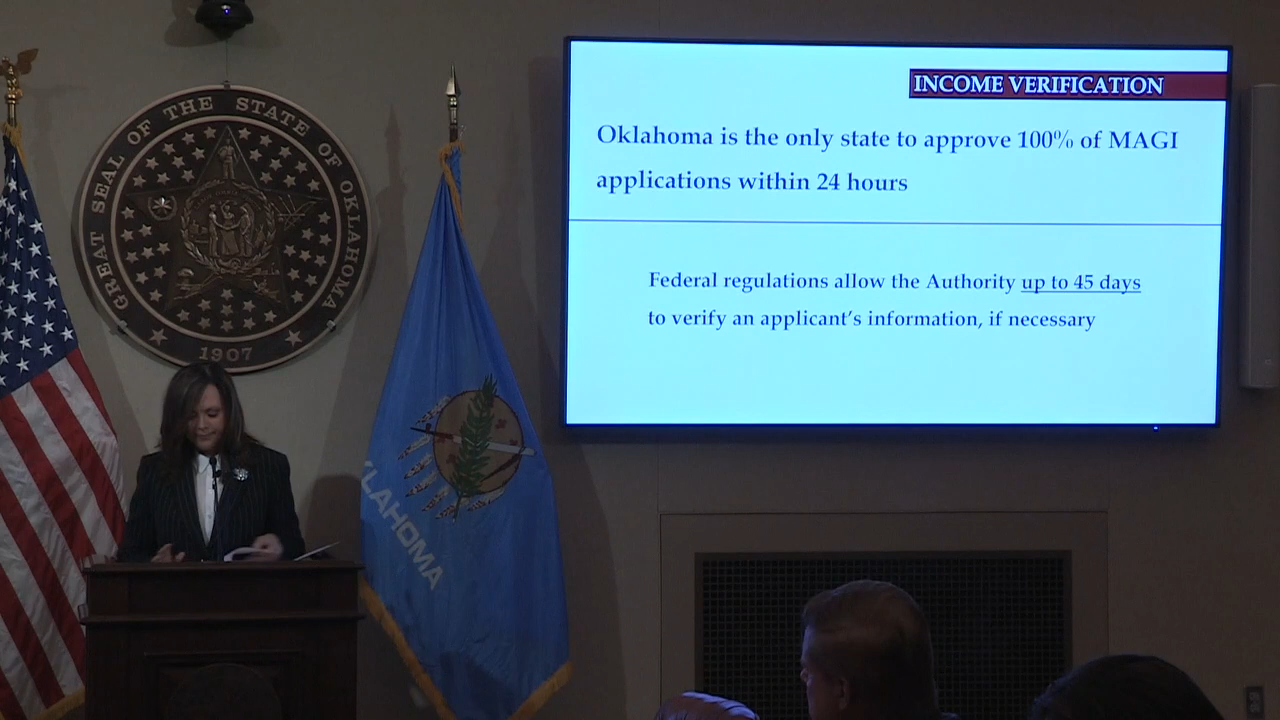 GREAT SEAL OF THE STATE OF OKLAHOMA
1907
KLAHOMA
INCOME VERIFICATION
Oklahoma is the only state to approve 100% of MAGI
applications within 24 hours
Federal regulations allow the Authority up to 45 days
to verify an applicant's information, if necessary